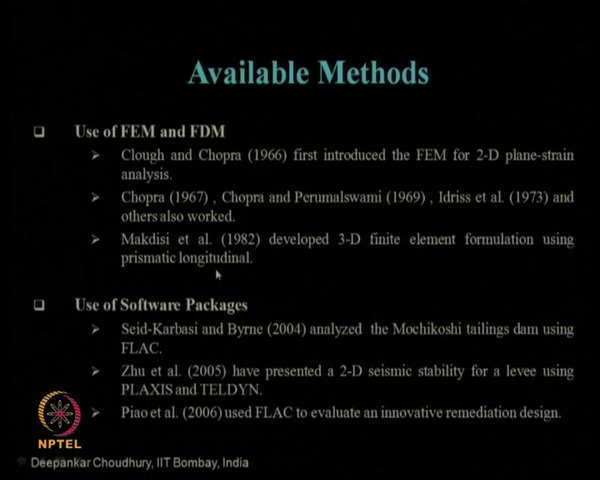 Available Methods
Use of FEM and FDM
Clough and Chopra (1966) first introduced the FEM for 2-D plane-strain
analysis.
Chopra (1967) , Chopra and Perumalswami (1969) , Idriss et al. (1973) and
others also worked.
Makdisi et al. (1982) developed 3-D finite element formulation using
prismatic longitudinal.
Use of Software Packages
Seid-Karbasi and Byrne (2004) analyzed the Mochikoshi tailings dam using
FLAC.
Zhu et al. (2005) have presented a 2-D seismic stability for a levee using
PLAXIS and TELDYN.
Piao et al. (2006) used FLAC to evaluate an innovative remediation design.
NPTEL
Deepankar Choudhury, IIT Bombay, India